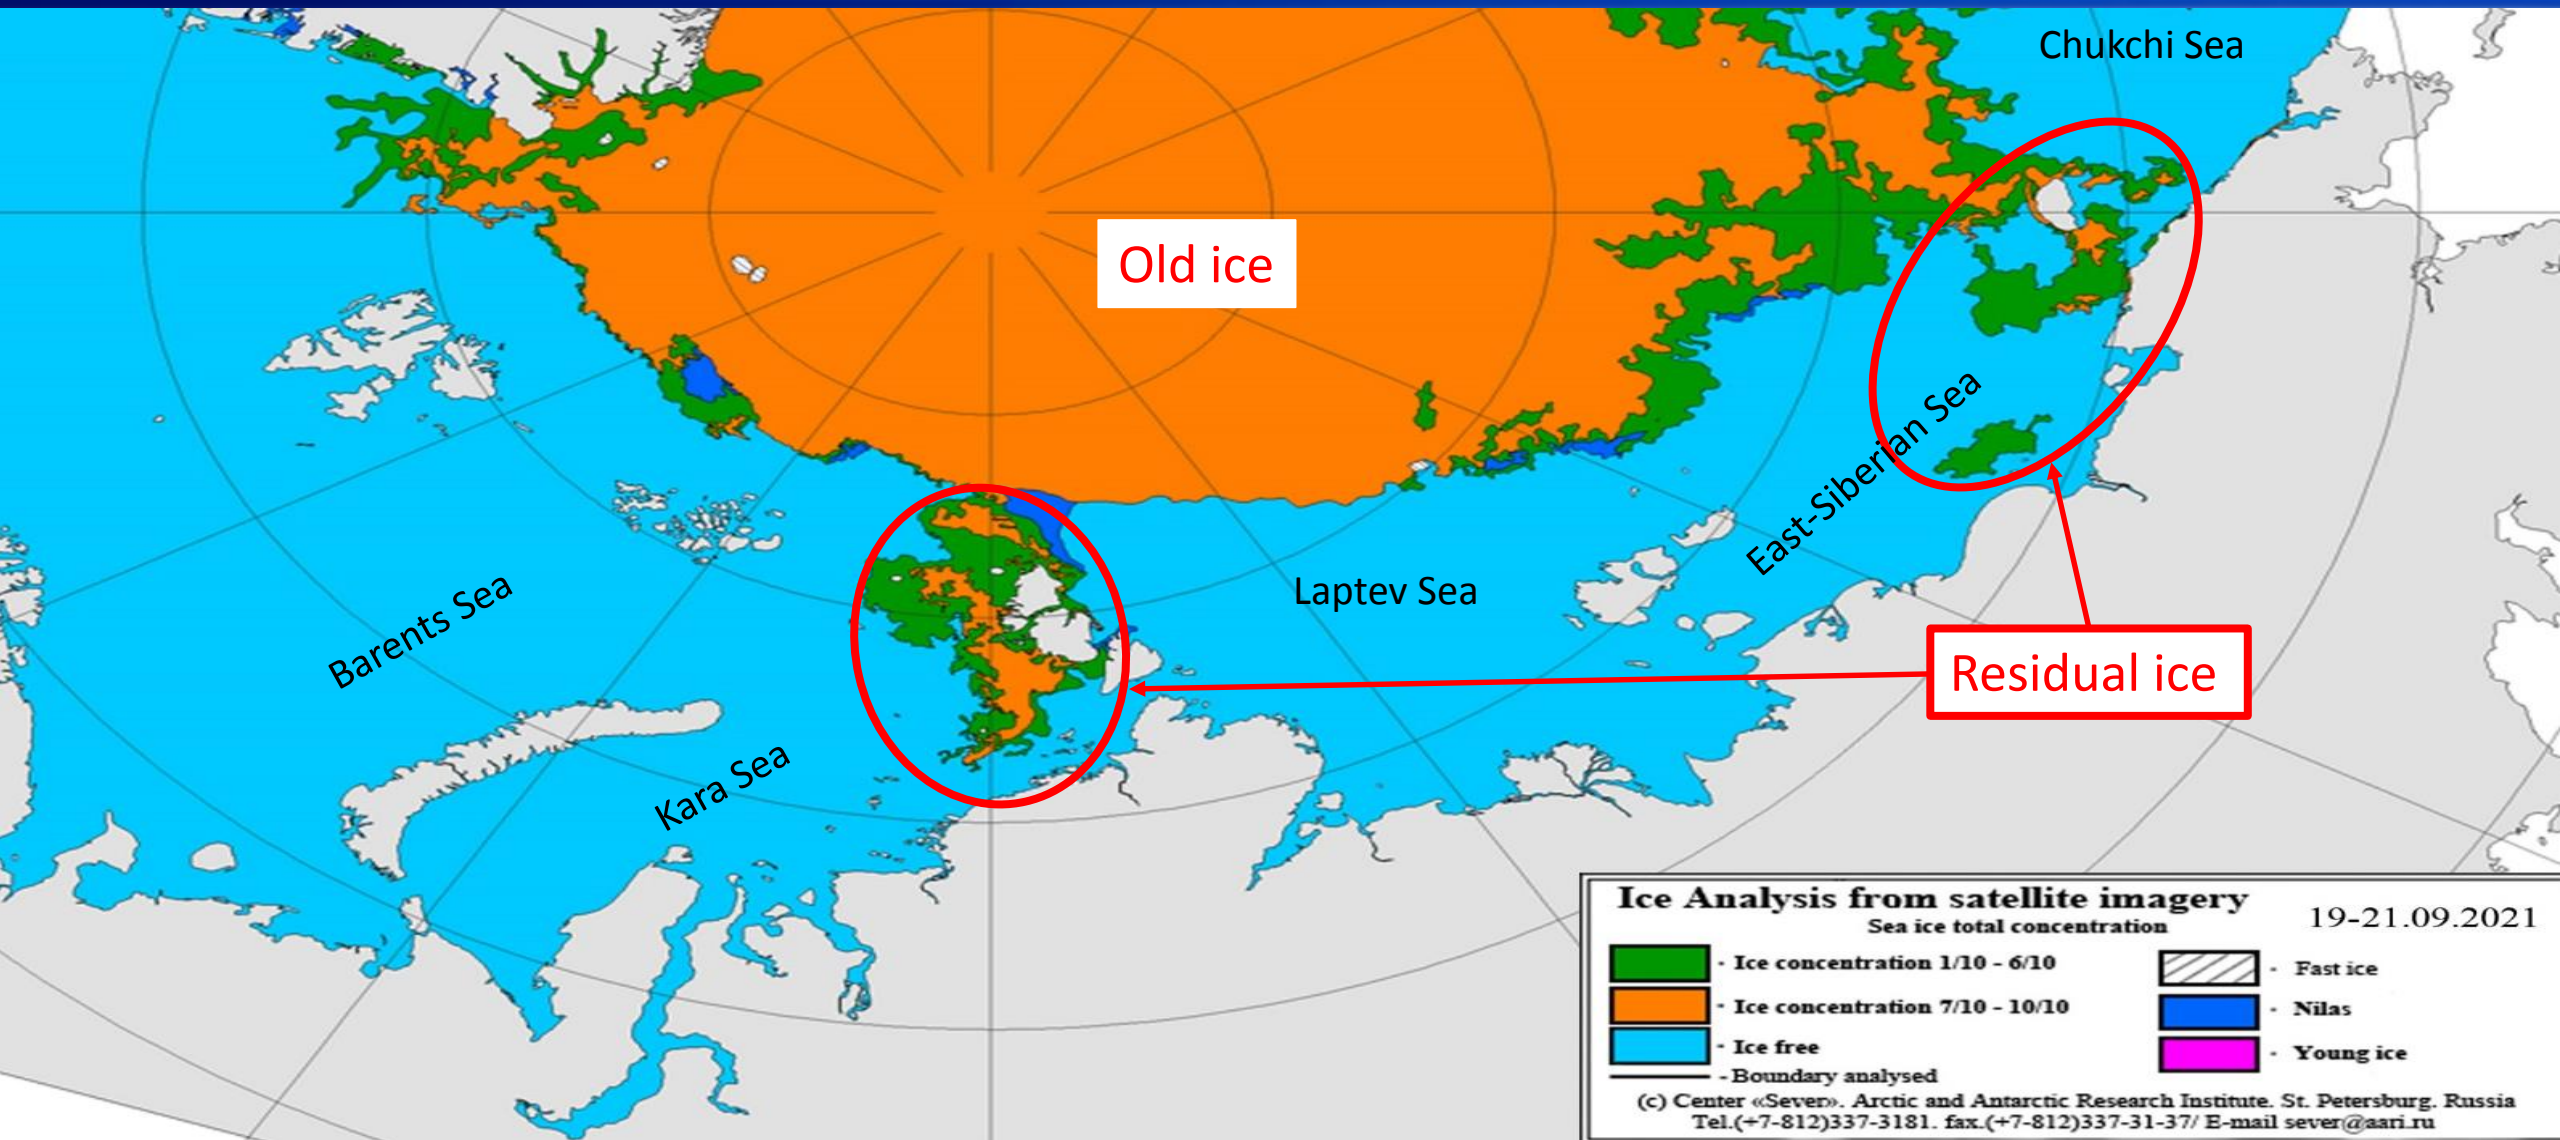 Chukchi Sea
Old ice
East-Siberian Sea
Laptev Sea
Barents Sea
Residual ice
Kara Sea
Ice Analysis from satellite imagery
Sea ice total concentration
19-21.09.2021
- Ice concentration 1/10 - 6/10
- Ice concentration 7/10 - 10/10
- Ice free
- Boundary analysed
- Fast ice
- Nilas
- Young ice
(c) Center «Sever». Arctic and Antarctic Research Institute. St. Petersburg. Russia
Tel.(+7-812)337-3181. fax.(+7-812)337-31-37/ E-mail sever@aari.ru